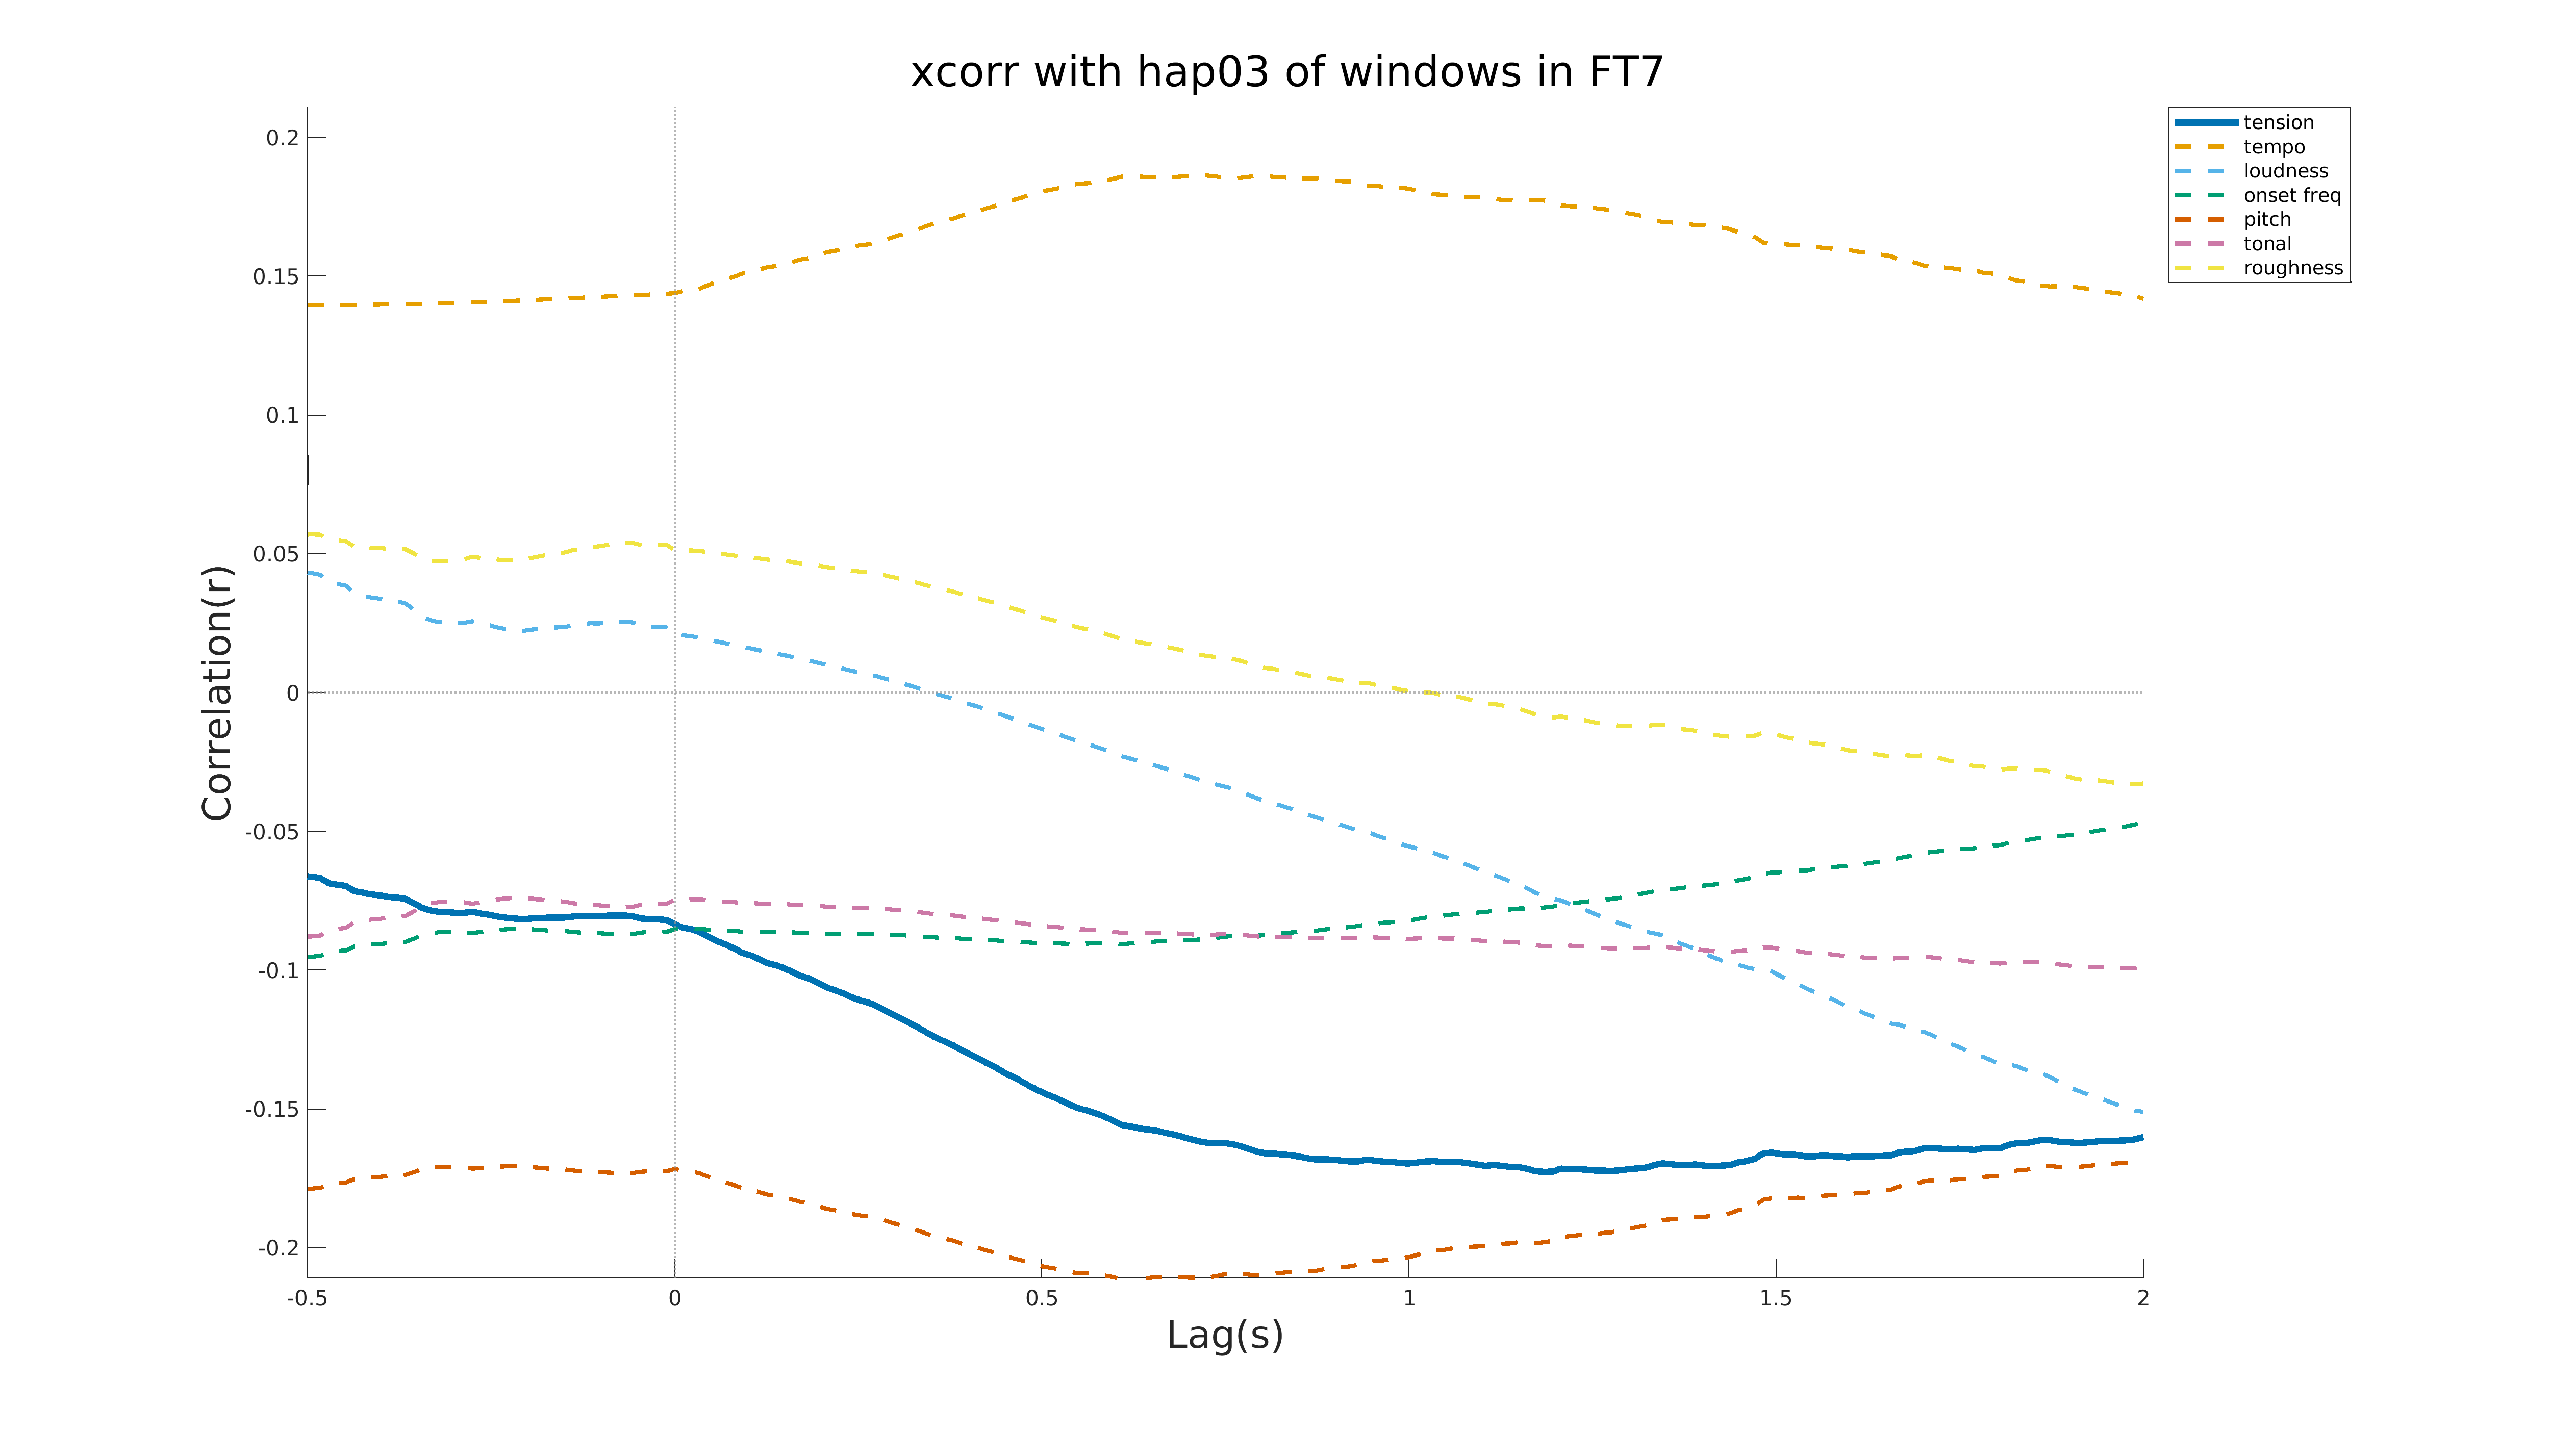 xcorr with hap03 of windows in FT7
tension
tempo
loudness
onset freq
pitch
tonal
roughness
Correlation(r)
0.2
0.15
0.1
0.05
0
-0.05
-0.1
-0.15
-0.2
-0.5
0
0.5
1
1.5
2
Lag(s)